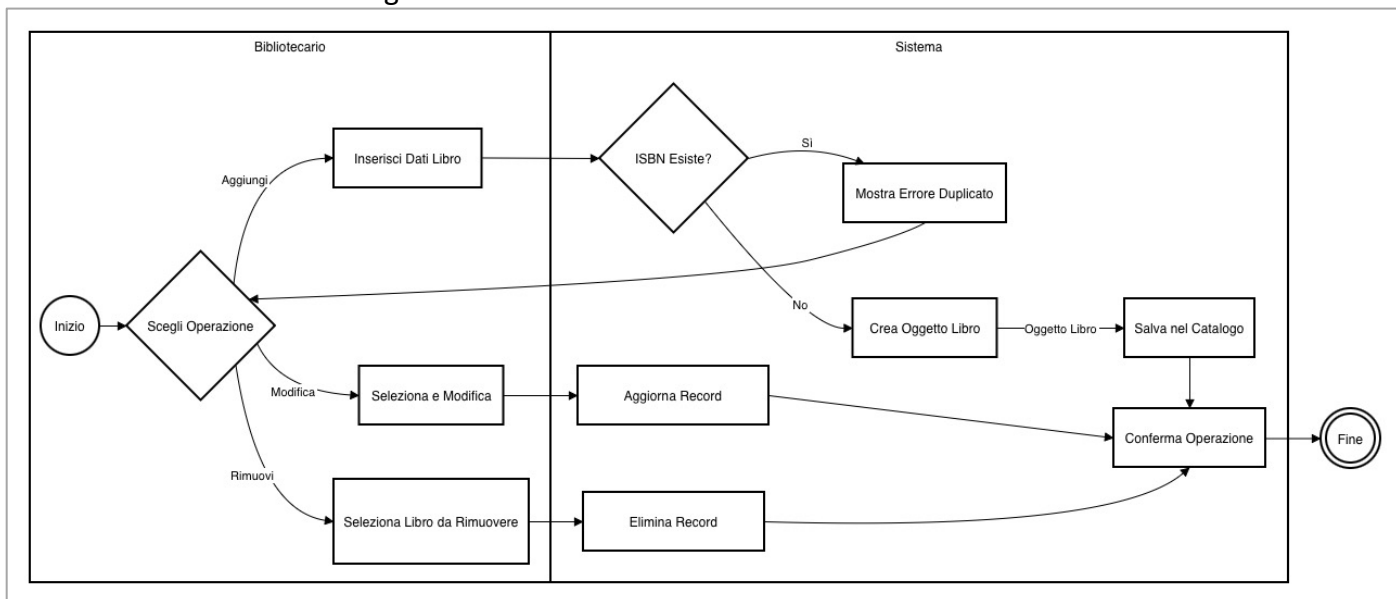 Bibliotecario
Sistema
Inserisci Dati Libro
ISBN Esiste?
Sì
Mostra Errore Duplicato
Aggiungi
Inizio
Scegli Operazione
No
Crea Oggetto Libro
Oggetto Libro
Salva nel Catalogo
Modifica
Seleziona e Modifica
Aggiorna Record
Conferma Operazione
Fine
Rimuovi
Seleziona Libro da Rimuovere
Elimina Record